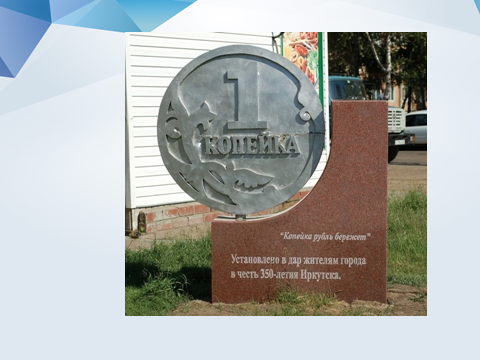 1
КОПЕЙКА
"Копейка рубль бережет"
Установлено в дар жителям города
в честь 350-летия Иркутска.